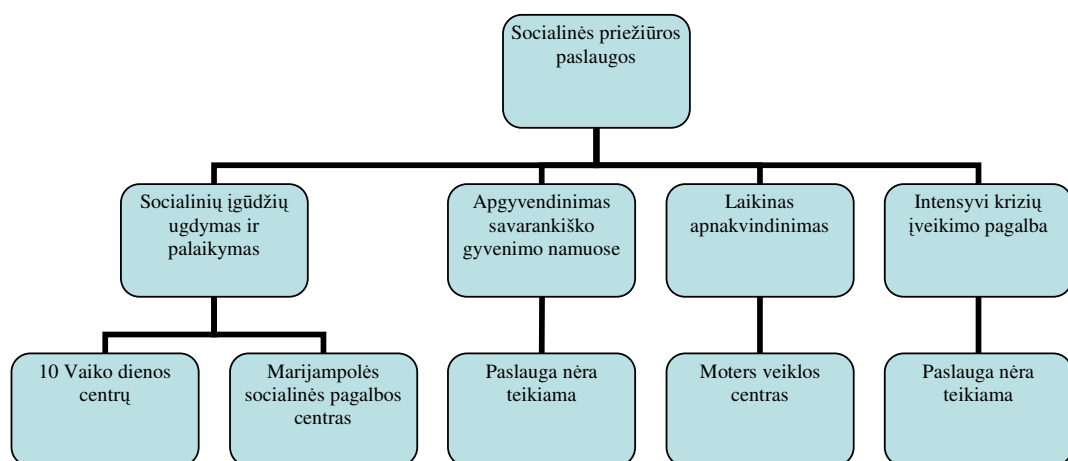 Socialinės priežiūros
paslaugos
Socialinių įgūdžių
ugdymas ir
palaikymas
Apgyvendinimas
savarankiško
gyvenimo namuose
Laikinas
apnakvindinimas
Intensyvi krizių
įveikimo pagalba
10 Vaiko dienos
centrų
Marijampolės
socialinės pagalbos
centras
Paslauga nėra
teikiama
Moters veiklos
centras
Paslauga nėra
teikiama